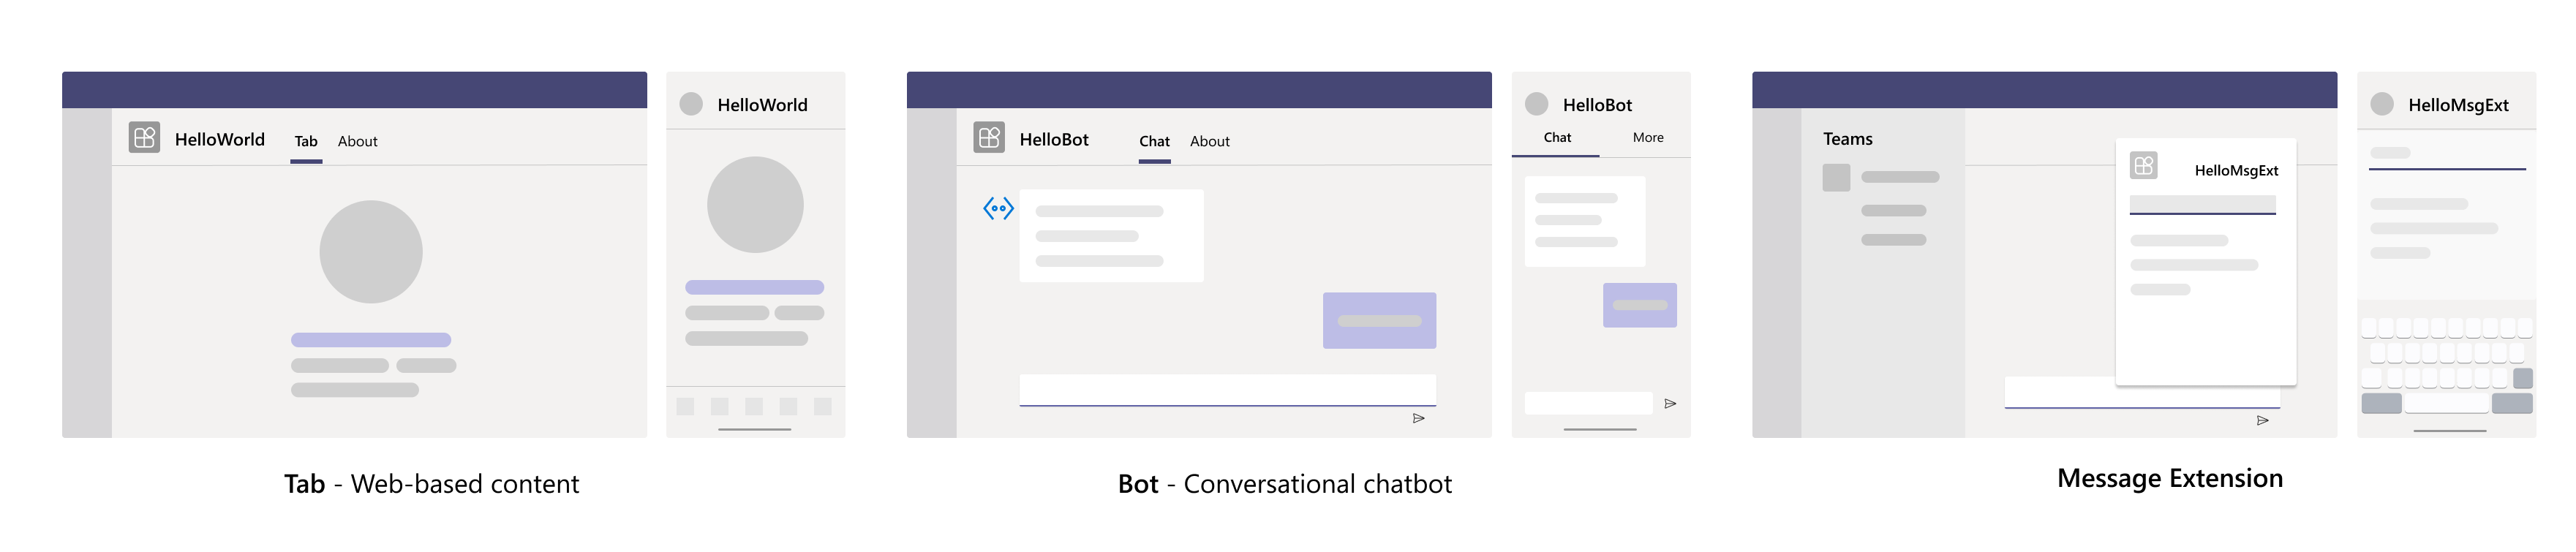 HelloWorld Tab About
HelloWorld
Tab - Web-based content
HelloBot Chat About
HelloBot
Chat More
Bot - Conversational chatbot
Teams
HelloMsgExt
HelloMsgExt
Message Extension